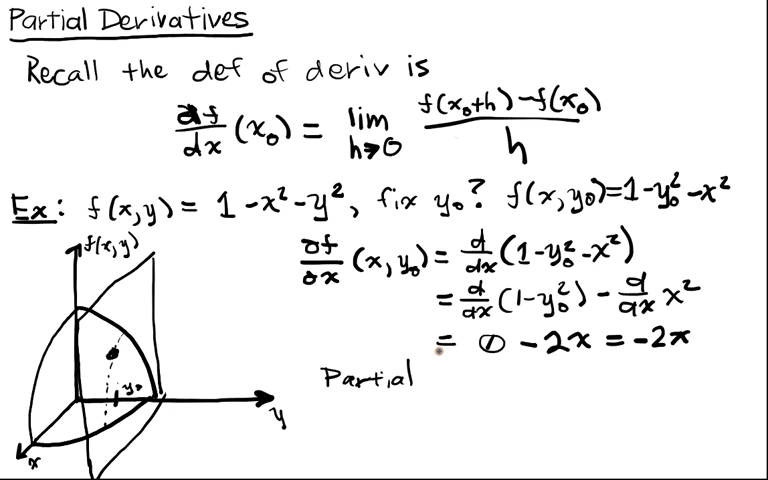 Partial Derivatives
Recall the def of deriv is
df/dx (x₀) = lim h→0 f(x₀+h) - f(x₀) / h
Ex: f(x,y) = 1 - x² - y², fix y₀? f(x,y₀) = 1 - y₀² - x²
∂f/∂x (x,y₀) = d/dx (1 - y₀² - x²)
= d/dx (1 - y₀²) - d/dx x²
= 0 - 2x = -2x
Partial
f(x,y)
y₀
y
x